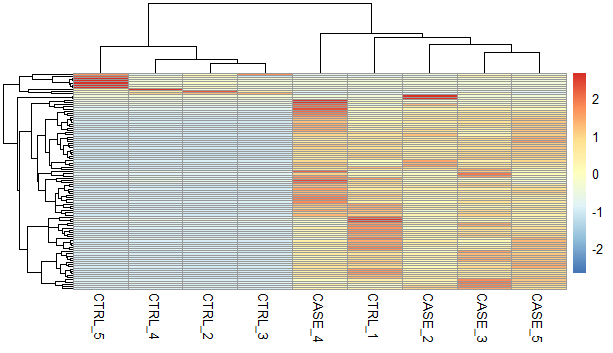 2
1
0
-1
-2
CTRL_5
CTRL_4
CTRL_2
CTRL_3
CASE_4
CTRL_1
CASE_2
CASE_3
CASE_5